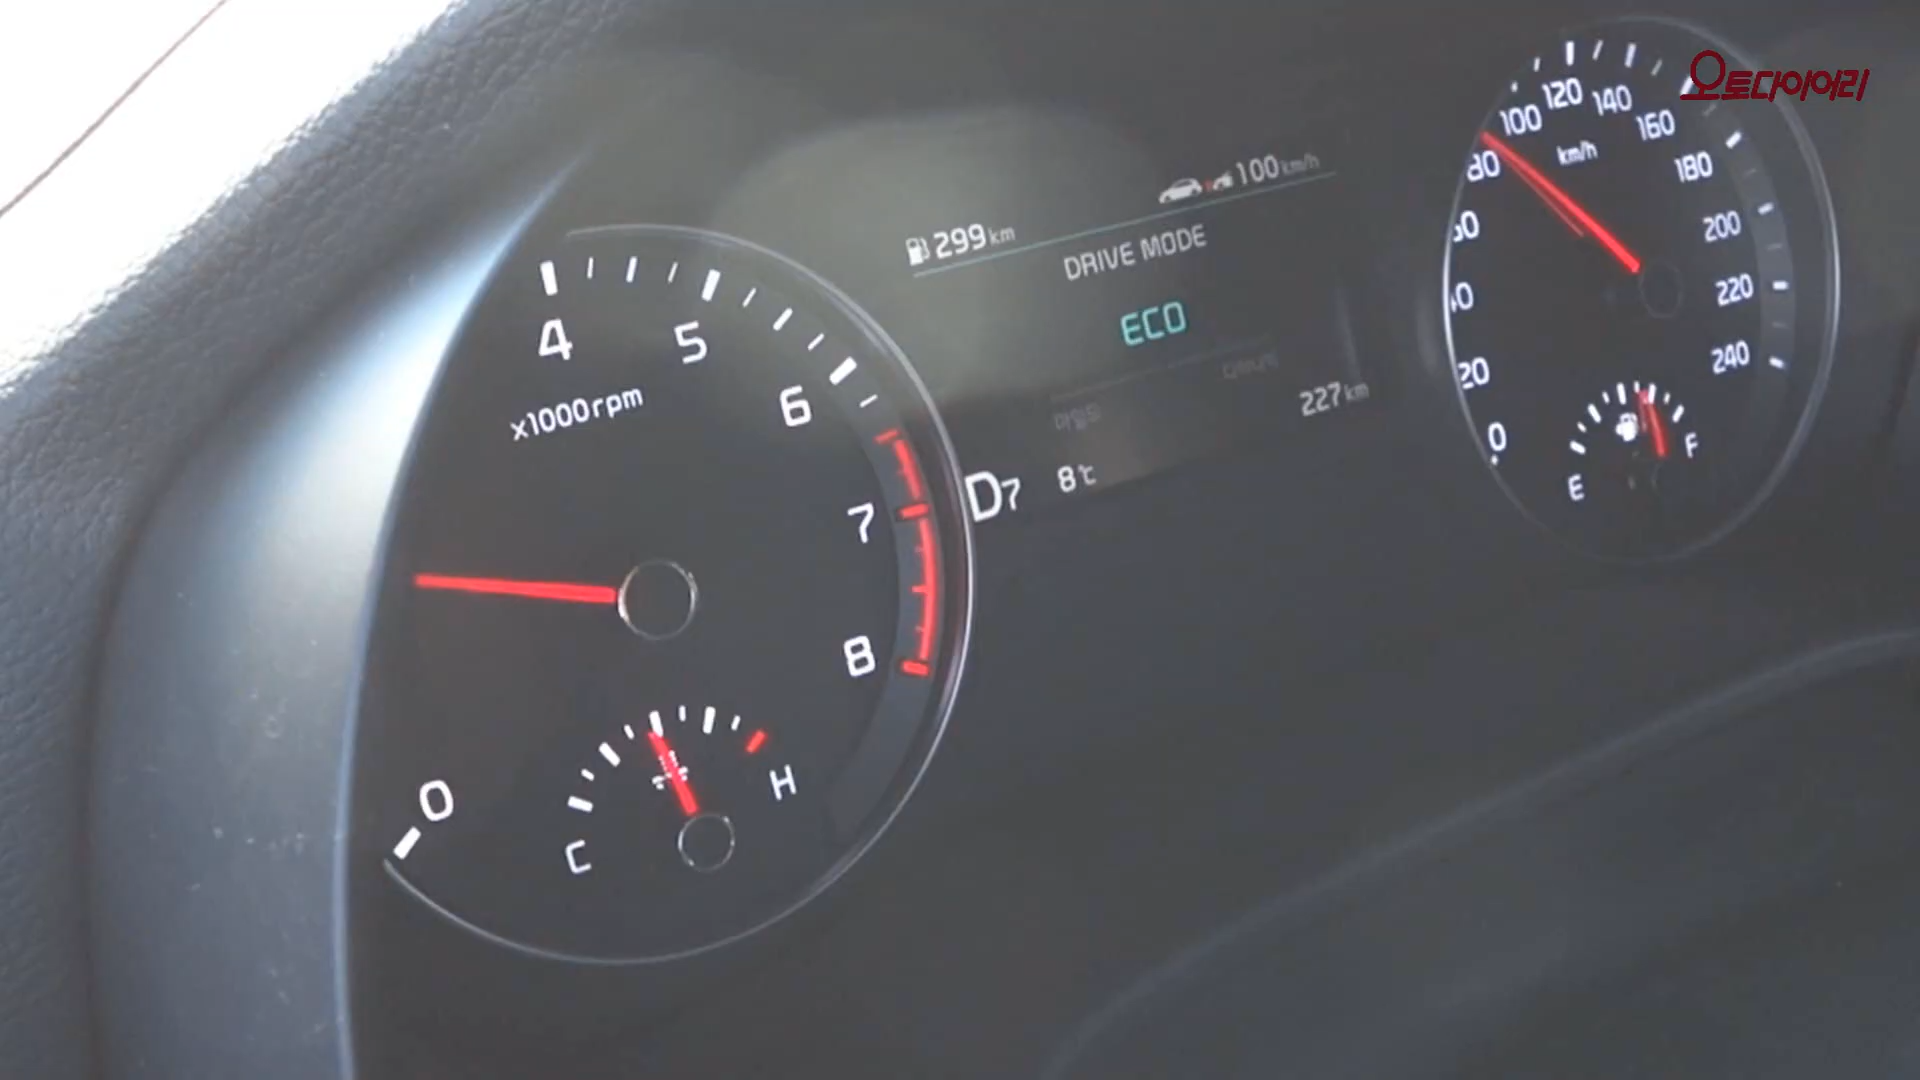 오토다이어리
299 km
100 km/h
DRIVE MODE
ECO
227 km
D7
8℃
4
5
6
7
8
0
x1000rpm
C
H
0
20
80
100
120
140
160
180
200
220
240
km/h
E
F